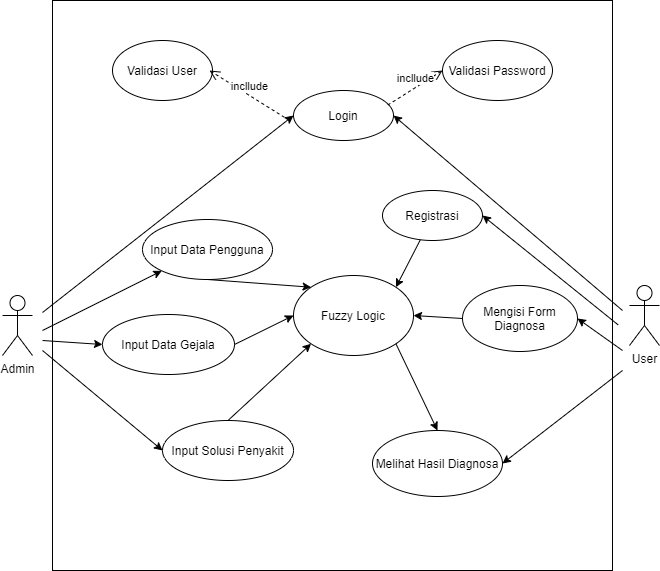 Validasi User
Validasi Password
incllude
incllude
Login
Registrasi
Input Data Pengguna
Fuzzy Logic
Mengisi Form
Diagnosa
Input Data Gejala
Admin
User
Input Solusi Penyakit
Melihat Hasil Diagnosa